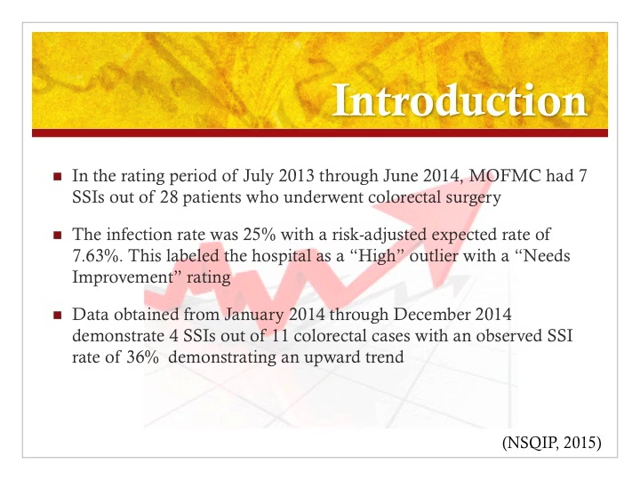 Introduction
■ In the rating period of July 2013 through June 2014, MOFMC had 7
SSIs out of 28 patients who underwent colorectal surgery
■ The infection rate was 25% with a risk-adjusted expected rate of
7.63%. This labeled the hospital as a “High” outlier with a “Needs
Improvement” rating
■ Data obtained from January 2014 through December 2014
demonstrate 4 SSIs out of 11 colorectal cases with an observed SSI
rate of 36%  demonstrating an upward trend
(NSQIP, 2015)